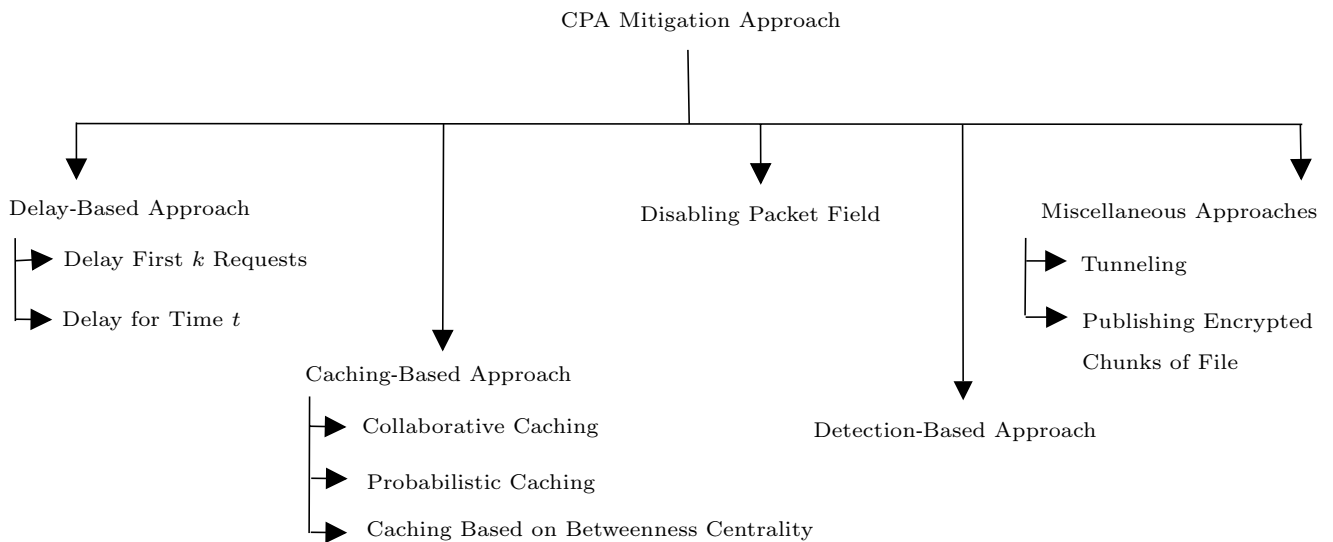 CPA Mitigation Approach
Delay-Based Approach
Delay First k Requests
Delay for Time t
Caching-Based Approach
Collaborative Caching
Probabilistic Caching
Caching Based on Betweenness Centrality
Disabling Packet Field
Detection-Based Approach
Miscellaneous Approaches
Tunneling
Publishing Encrypted
Chunks of File